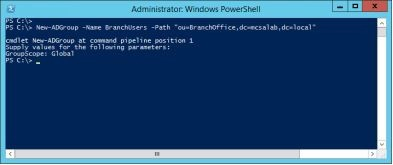 Administrator: Windows PowerShell
PS C:\>
PS C:\> New-ADGroup -Name BranchUsers -Path "ou=BranchOffice,dc=mcsalab,dc=local"
cmdlet New-ADGroup at command pipeline position 1
Supply values for the following parameters:
GroupScope: Global
PS C:\> _